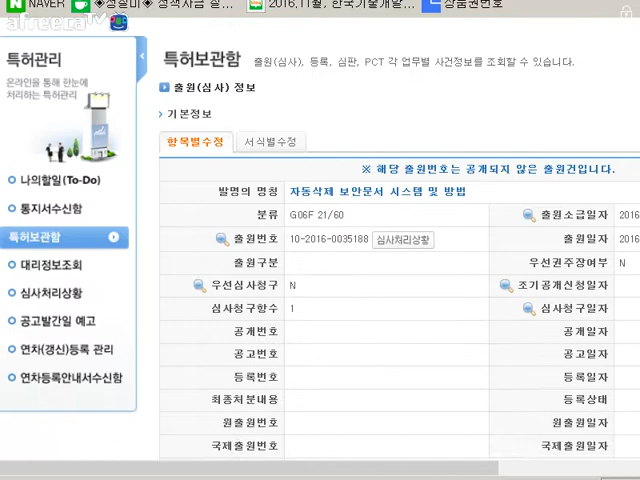 NAVER
2016.11월, 한국기술개발...
상품권번호
afreecaTV
특허관리
온라인을 통해 한눈에
처리하는 특허관리
나의할일(To-Do)
통지서수신함
특허보관함
대리정보조회
심사처리상황
공고발간일 예고
연차(갱신)등록 관리
연차등록안내서수신함
특허보관함 출원(심사), 등록, 심판, PCT 각 업무별 사건정보를 조회할 수 있습니다.
출원(심사) 정보
기본정보
항목별수정 서식별수정
※ 해당 출원번호는 공개되지 않은 출원건입니다.
발명의 명칭 자동삭제 보안문서 시스템 및 방법
분류 G06F 21/60 출원소급일자 2016
출원번호 10-2016-0035188 심사처리상황 출원일자 2016
출원구분 우선권주장여부 N
우선심사청구 N 조기공개신청일자
심사청구항수 1 심사청구일자
공개번호 공개일자
공고번호 공고일자
등록번호 등록일자
최종처분내용 등록상태
원출원번호 원출원일자
국제출원번호 국제출원일자